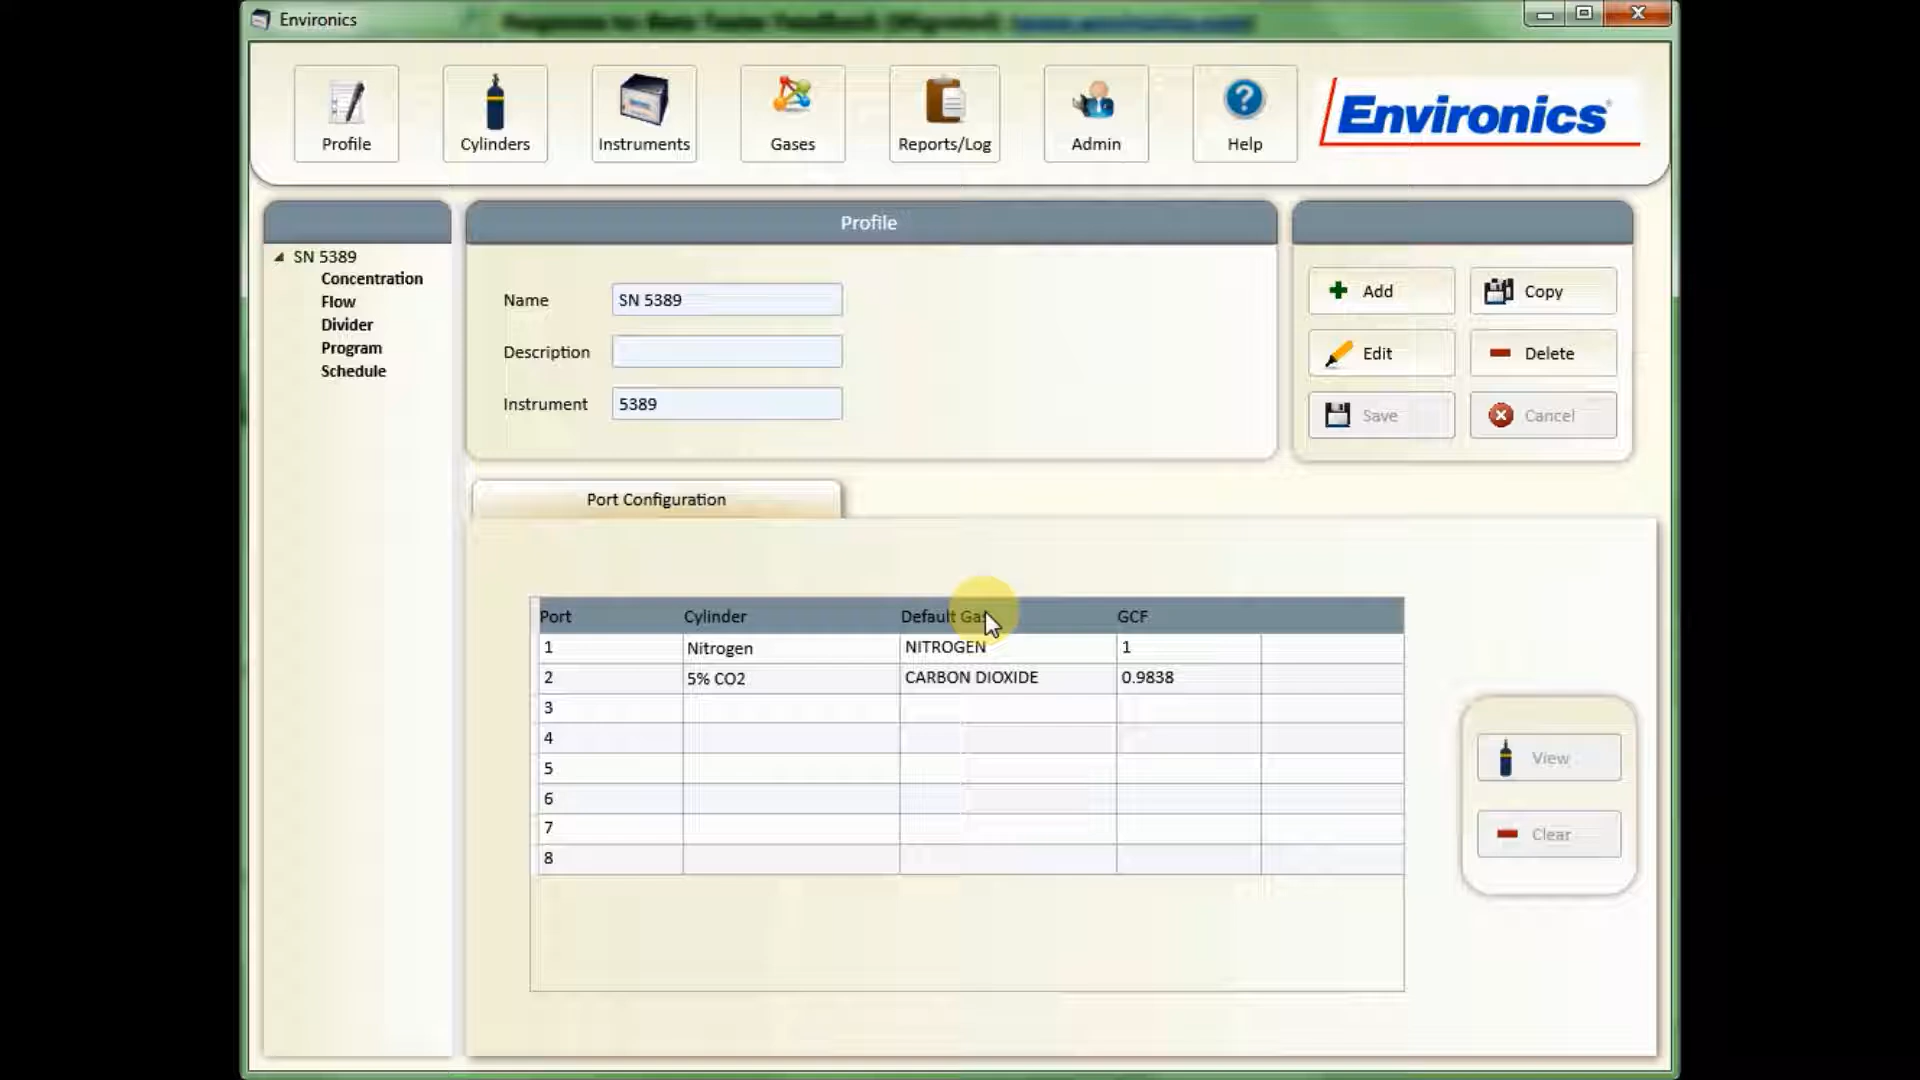 Environics
Profile
Cylinders
Instruments
Gases
Reports/Log
Admin
Help
Environics
SN 5389
Concentration
Flow
Divider
Program
Schedule
Profile
Name SN 5389
Description
Instrument 5389
Add
Copy
Edit
Delete
Save
Cancel
Port Configuration
Port Cylinder Default Gas GCF
1 Nitrogen NITROGEN 1
2 5% CO2 CARBON DIOXIDE 0.9838
3
4
5
6
7
8
View
Clear